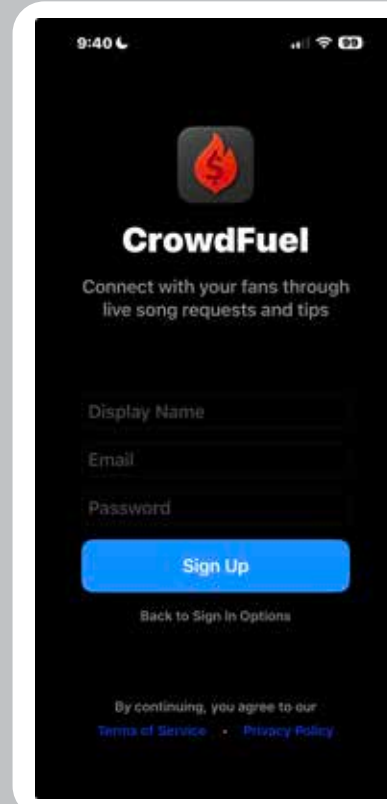 9:40
99
$
CrowdFuel
Connect with your fans through
live song requests and tips
Display Name
Email
Password
Sign Up
Back to Sign In Options
By continuing, you agree to our
Terms of Service • Privacy Policy